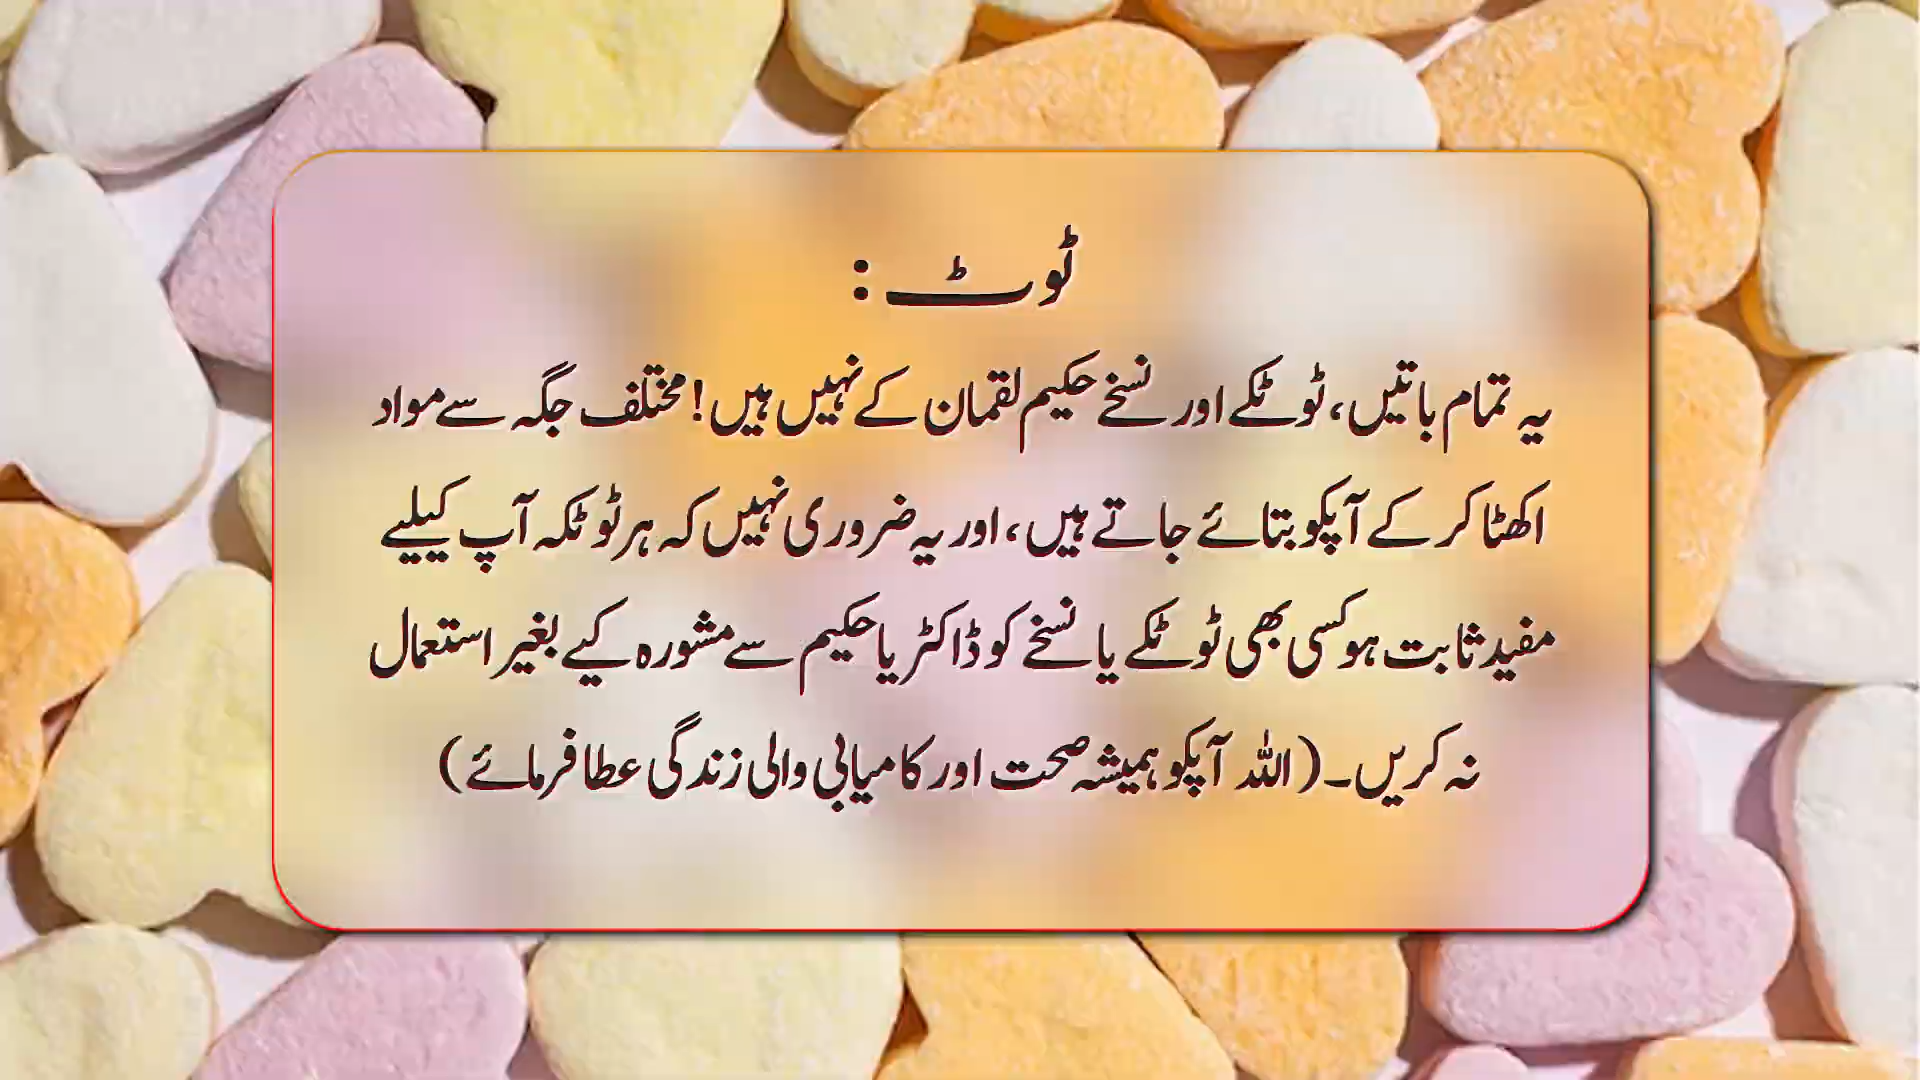 ٹوٹ :
یہ تمام باتیں، ٹوٹکے اور نسخے حکیم لقمان کے نہیں ہیں! مختلف جگہ سے مواد
اکھٹا کر کے آپکو بتائے جاتے ہیں، اور یہ ضروری نہیں کہ ہر ٹوٹکہ آپ کیلیے
مفید ثابت ہو کسی بھی ٹوٹکے یا نسخے کو ڈاکٹر یا حکیم سے مشورہ کیے بغیر استعمال
نہ کریں۔ (اللہ آپکو ہمیشہ صحت اور کامیابی والی زندگی عطا فرمائے)